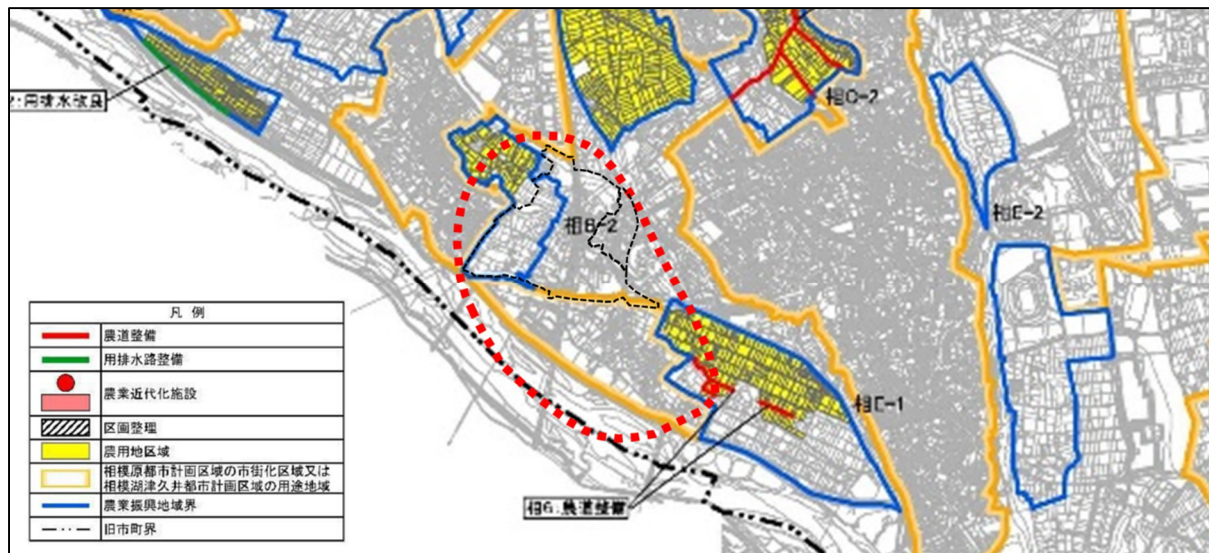 2:用排水改良
相C-2
相B-2
相E-2
相E-1
相6:農道整備
凡 例
農道整備
用排水路整備
農業近代化施設
区画整理
農用地区域
相模原都市計画区域の市街化区域又は
相模湖津久井都市計画区域の用途地域
農業振興地域界
旧市町界